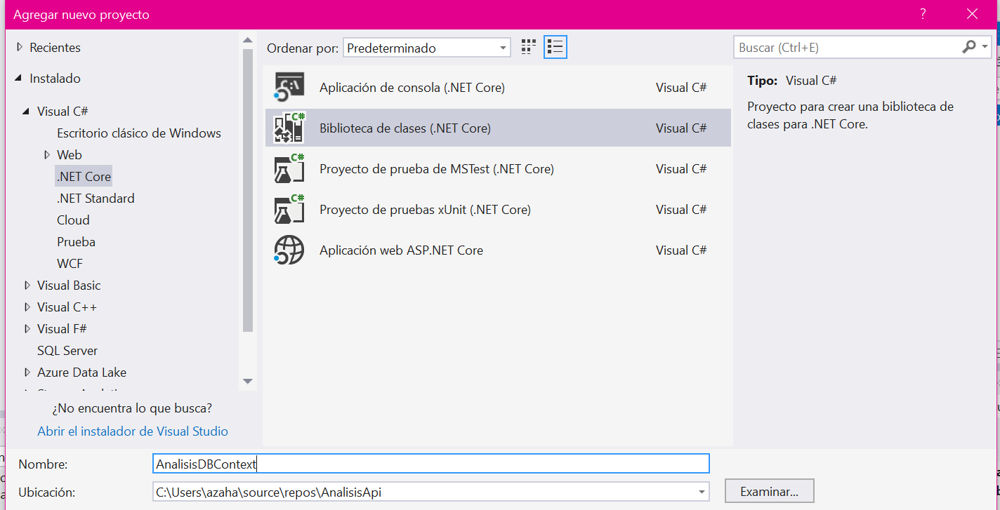 Agregar nuevo proyecto
?
Recientes
Instalado
Visual C#
Escritorio clásico de Windows
Web
.NET Core
.NET Standard
Cloud
Prueba
WCF
Visual Basic
Visual C++
Visual F#
SQL Server
Azure Data Lake
¿No encuentra lo que busca?
Abrir el instalador de Visual Studio
Ordenar por: Predeterminado
Aplicación de consola (.NET Core) Visual C#
Biblioteca de clases (.NET Core) Visual C#
Proyecto de prueba de MSTest (.NET Core) Visual C#
Proyecto de pruebas xUnit (.NET Core) Visual C#
Aplicación web ASP.NET Core Visual C#
Buscar (Ctrl+E)
Tipo: Visual C#
Proyecto para crear una biblioteca de
clases para .NET Core.
Nombre: AnalisisDBContext
Ubicación: C:\Users\azaha\source\repos\AnalisisApi
Examinar...